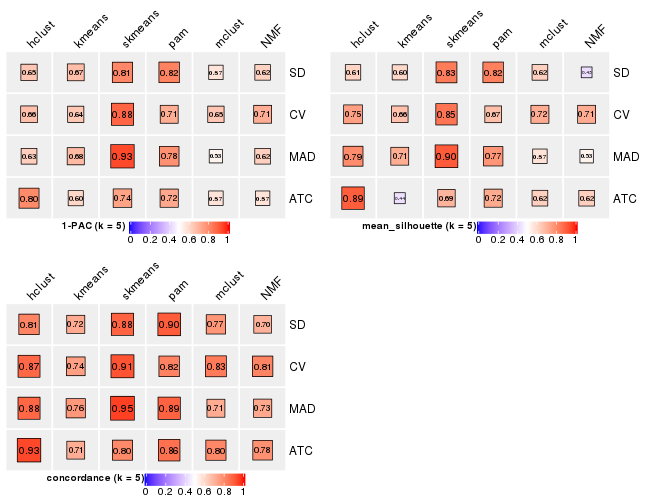 hclust kmeans skmeans pam mclust NMF
0.65 0.67 0.81 0.82 0.57 0.62 SD
0.66 0.64 0.88 0.71 0.65 0.71 CV
0.63 0.68 0.93 0.78 0.53 0.62 MAD
0.80 0.60 0.74 0.72 0.57 0.57 ATC
1-PAC (k = 5)
0 0.2 0.4 0.6 0.8 1
hclust kmeans skmeans pam mclust NMF
0.61 0.60 0.83 0.82 0.62 SD
0.75 0.66 0.85 0.67 0.72 0.71 CV
0.79 0.71 0.90 0.77 0.57 0.53 MAD
0.89 0.44 0.69 0.72 0.62 0.62 ATC
mean_silhouette (k = 5)
0 0.2 0.4 0.6 0.8 1
hclust kmeans skmeans pam mclust NMF
0.81 0.72 0.88 0.90 0.77 0.70 SD
0.87 0.74 0.91 0.82 0.83 0.81 CV
0.88 0.76 0.95 0.89 0.71 0.73 MAD
0.93 0.71 0.80 0.86 0.80 0.78 ATC
concordance (k = 5)
0 0.2 0.4 0.6 0.8 1